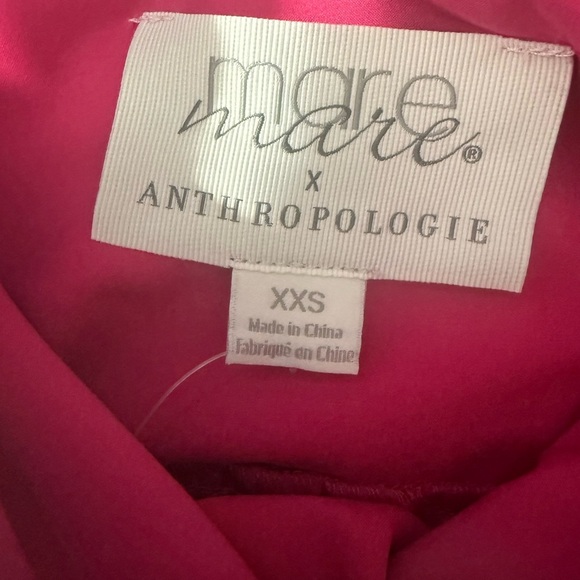 mare
mare®
X
ANTHROPOLOGIE
XXS
Made in China
Fabriqué en Chine